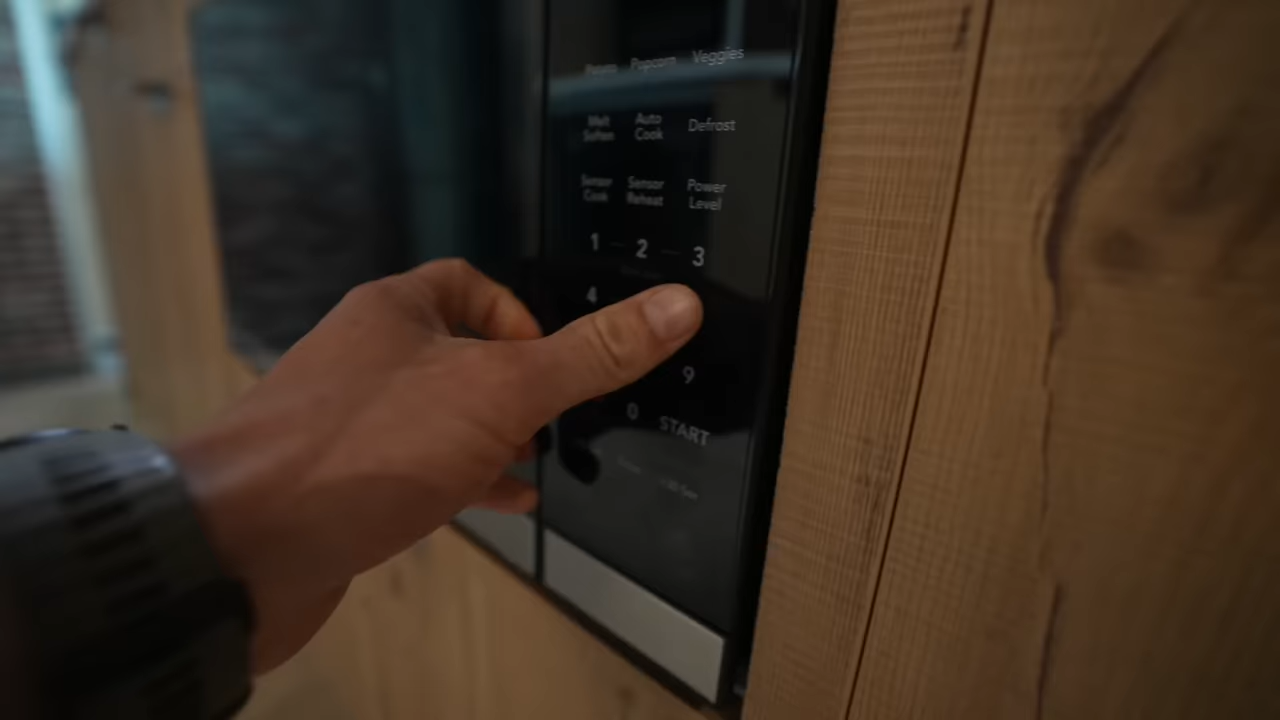 Popcorn Veggies
Melt Auto Defrost
Soften Cook
Sensor Sensor Power
Cook Reheat Level
1 2 3
4
9
0 START